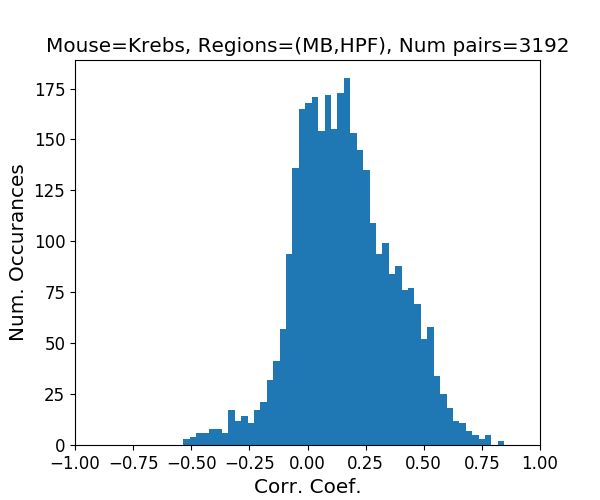 Mouse=Krebs, Regions=(MB,HPF), Num pairs=3192
175
150
125
100
75
50
25
0
Num. Occurances
−1.00 −0.75 −0.50 −0.25 0.00 0.25 0.50 0.75 1.00
Corr. Coef.